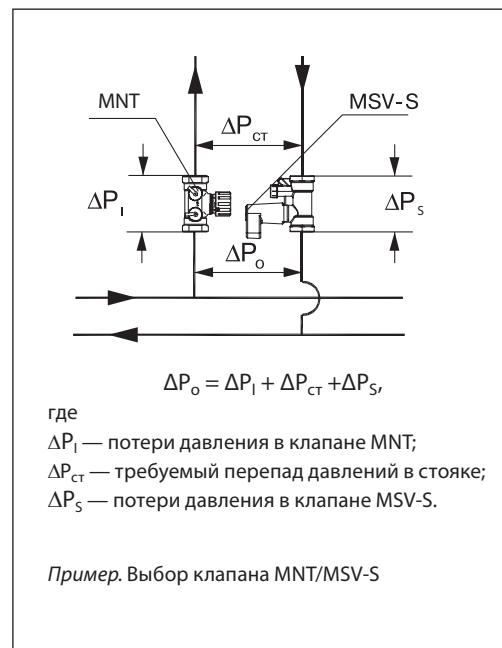 MNT
MSV-S
ΔPст
ΔPI
ΔPS
ΔPo
ΔPo = ΔPI + ΔPст +ΔPS,
где
ΔPI — потери давления в клапане MNT;
ΔPст — требуемый перепад давлений в стояке;
ΔPS — потери давления в клапане MSV-S.
Пример. Выбор клапана MNT/MSV-S